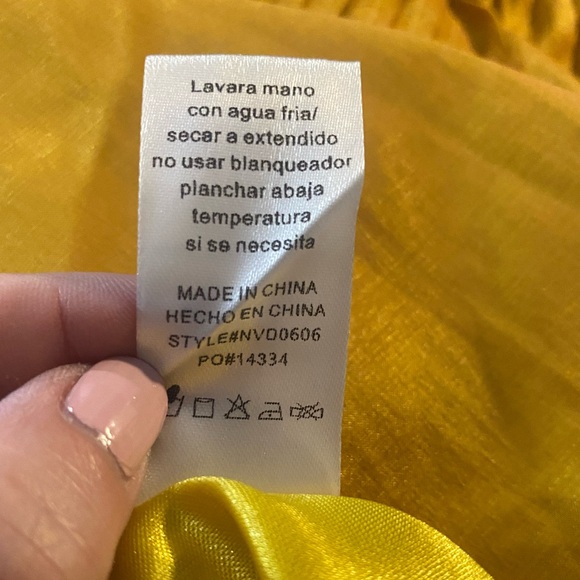 Lavara mano
con agua fria/
secar a extendido
no usar blanqueador
planchar abaja
temperatura
si se necesita
MADE IN CHINA
HECHO EN CHINA
STYLE#NVD0606
PO#14334